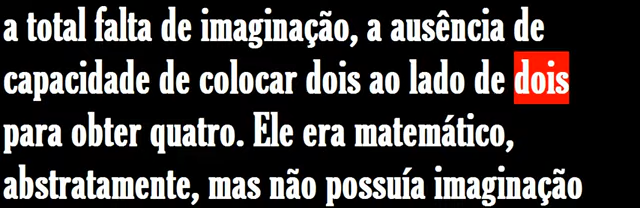 a total falta de imaginação, a ausência de
capacidade de colocar dois ao lado de dois
para obter quatro. Ele era matemático,
abstratamente, mas não possuía imaginação